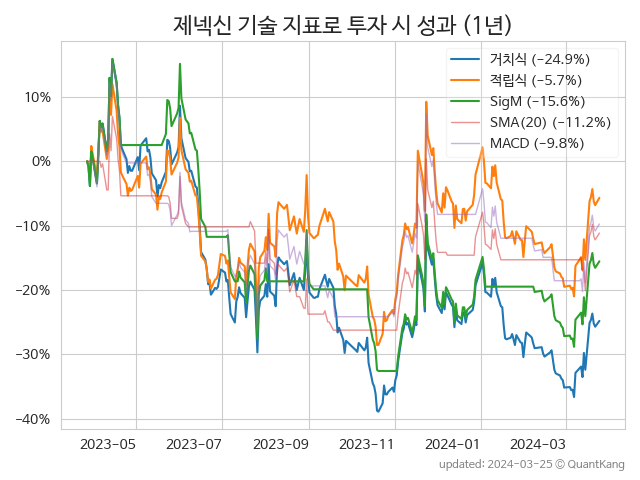 제넥신 기술 지표로 투자 시 성과 (1년)
거치식 (−24.9%)
적립식 (−5.7%)
SigM (−15.6%)
SMA(20) (−11.2%)
MACD (−9.8%)
10%
0%
−10%
−20%
−30%
−40%
2023−05 2023−07 2023−09 2023−11 2024−01 2024−03
updated: 2024−03−25 © QuantKang